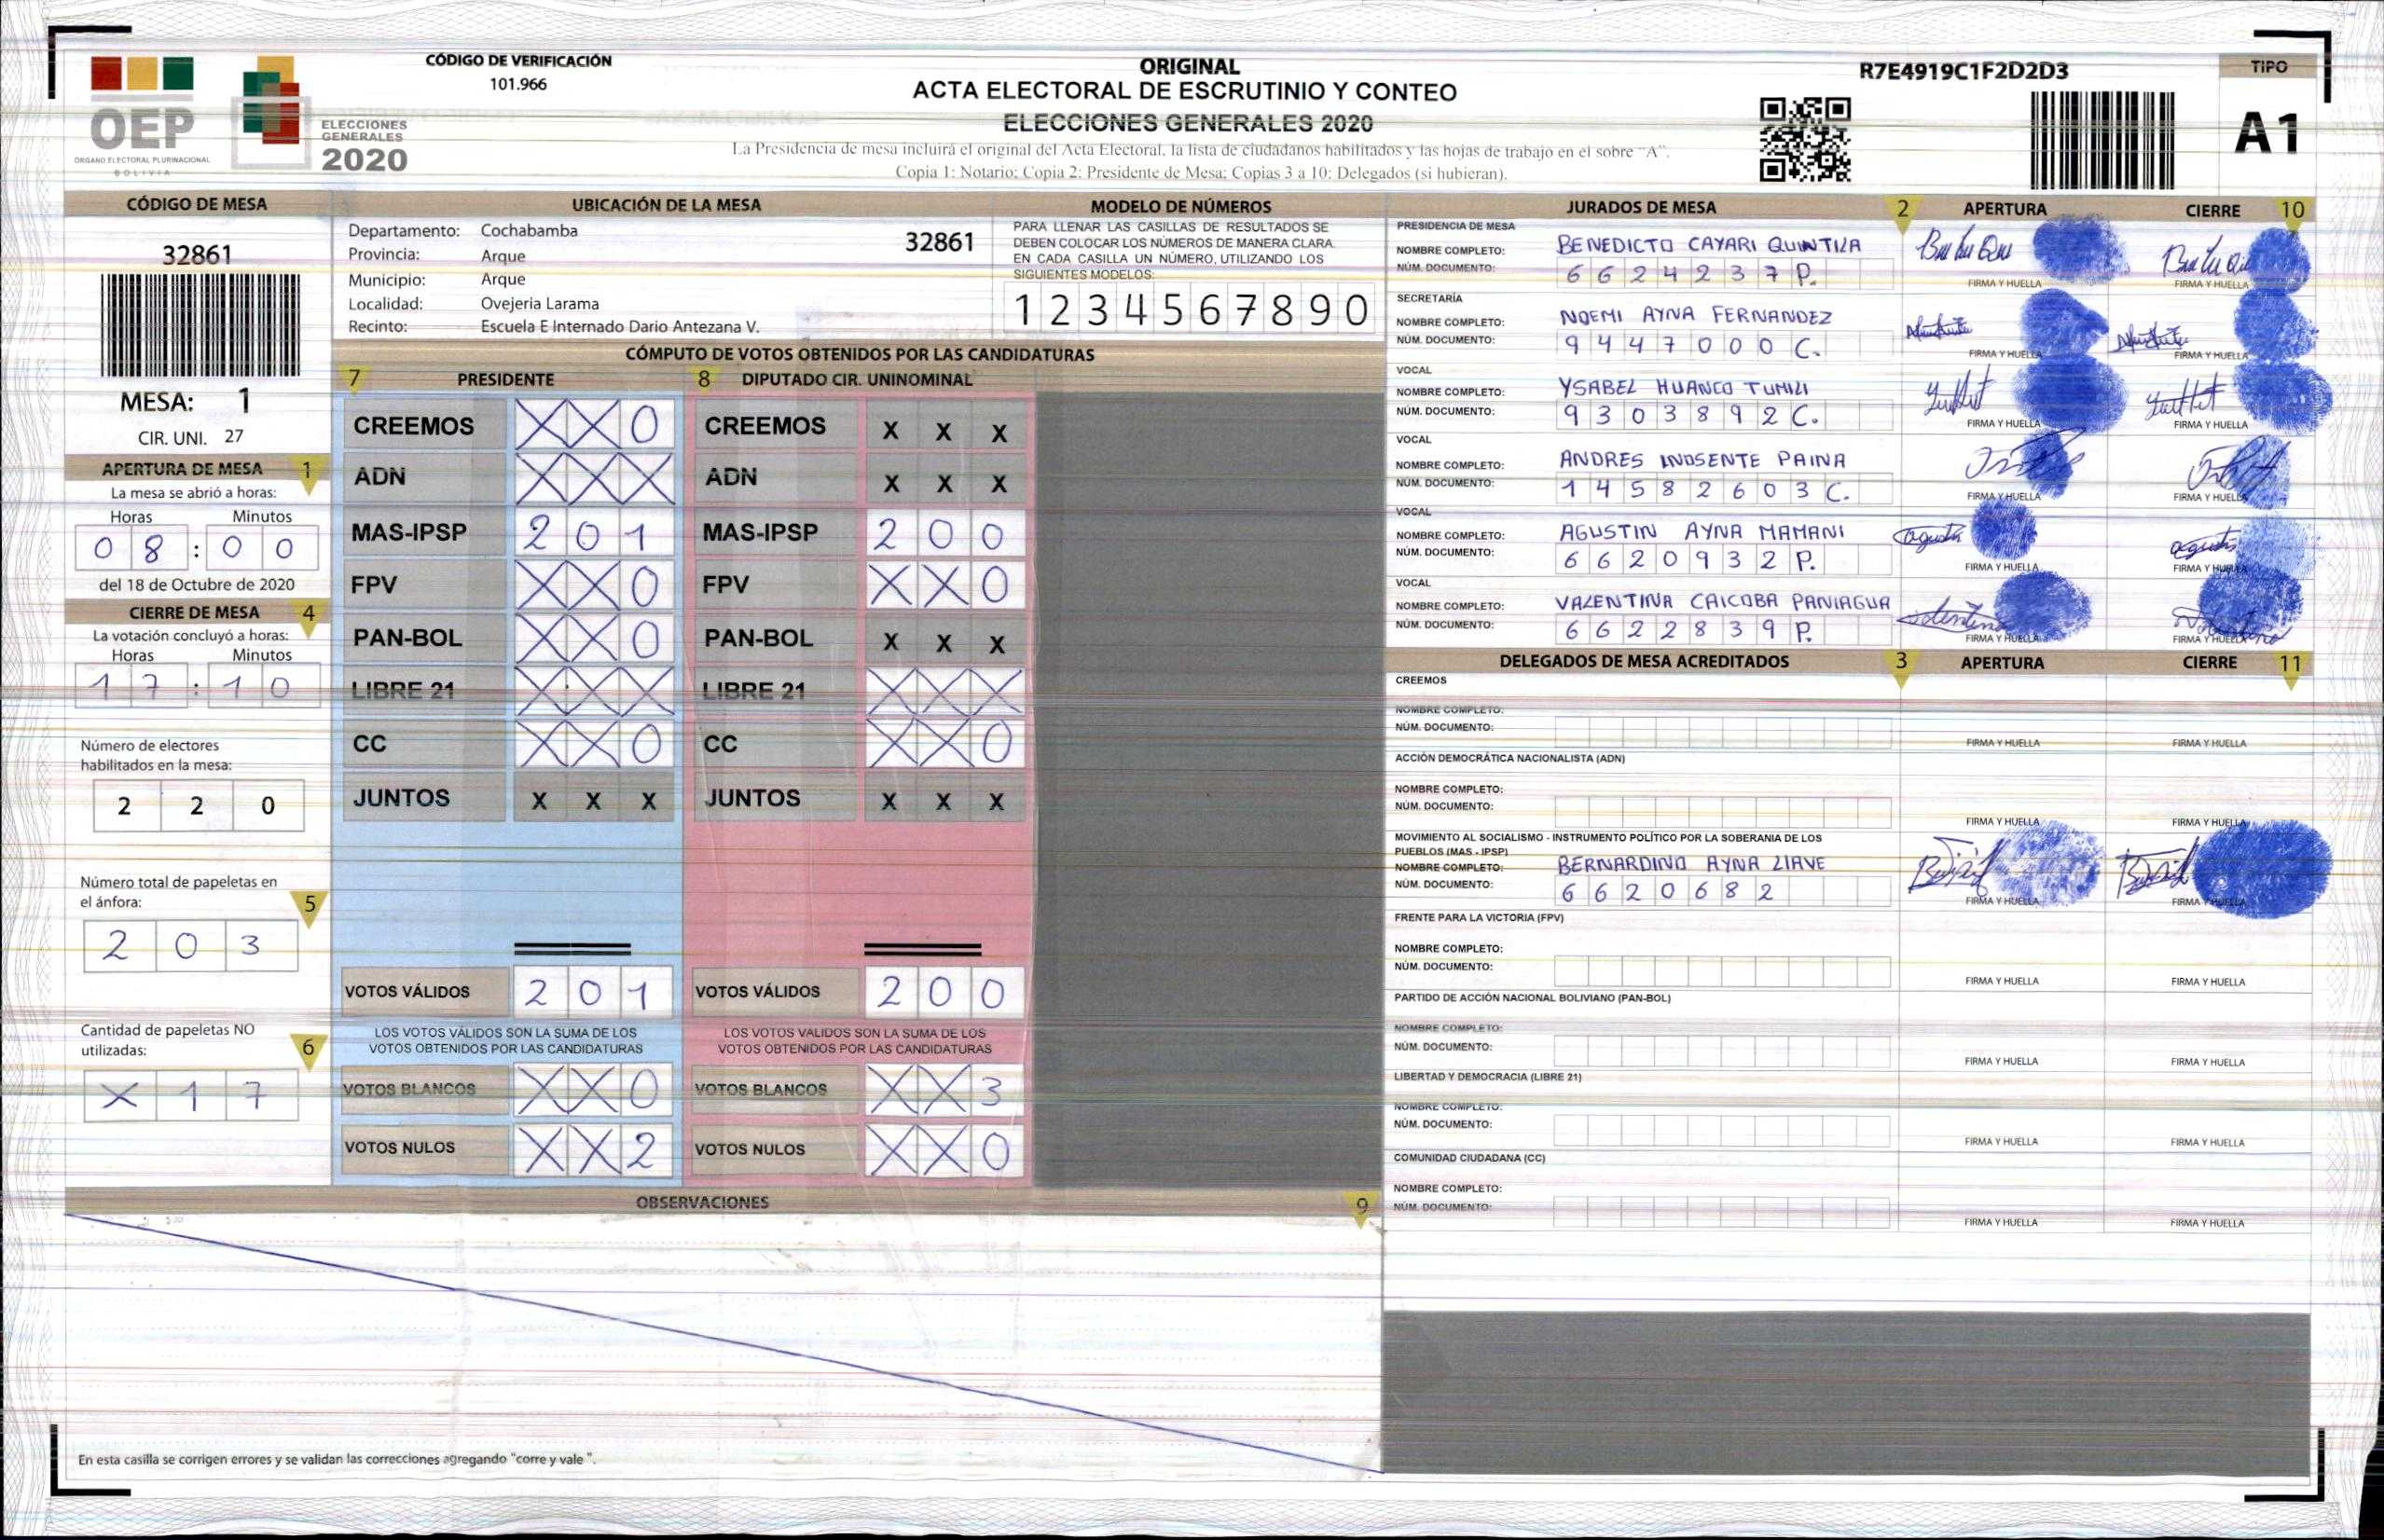 CÓDIGO DE VERIFICACIÓN
101.966
OEP
ÓRGANO ELECTORAL PLURINACIONAL
BOLIVIA
ELECCIONES
GENERALES
2020
ORIGINAL
ACTA ELECTORAL DE ESCRUTINIO Y CONTEO
ELECCIONES GENERALES 2020
La Presidencia de mesa incluirá el original del Acta Electoral, la lista de ciudadanos habilitados y las hojas de trabajo en el sobre "A".
Copia 1: Notario; Copia 2: Presidente de Mesa; Copias 3 a 10: Delegados (si hubieran).
R7E4919C1F2D2D3
TIPO
A1
CÓDIGO DE MESA
32861
MESA: 1
CIR. UNI. 27
APERTURA DE MESA 1
La mesa se abrió a horas:
Horas Minutos
0 8 : 0 0
del 18 de Octubre de 2020
CIERRE DE MESA 4
La votación concluyó a horas:
Horas Minutos
1 7 : 1 0
Número de electores
habilitados en la mesa:
2 2 0
Número total de papeletas en
el ánfora: 5
2 0 3
Cantidad de papeletas NO
utilizadas: 6
X 1 7
UBICACIÓN DE LA MESA
Departamento: Cochabamba
32861
Provincia: Arque
Municipio: Arque
Localidad: Ovejeria Larama
Recinto: Escuela E Internado Dario Antezana V.
MODELO DE NÚMEROS
PARA LLENAR LAS CASILLAS DE RESULTADOS SE
DEBEN COLOCAR LOS NÚMEROS DE MANERA CLARA.
EN CADA CASILLA UN NÚMERO, UTILIZANDO LOS
SIGUIENTES MODELOS:
1 2 3 4 5 6 7 8 9 0
CÓMPUTO DE VOTOS OBTENIDOS POR LAS CANDIDATURAS
7 PRESIDENTE 8 DIPUTADO CIR. UNINOMINAL
CREEMOS X X 0 CREEMOS X X X
ADN X X X ADN X X X
MAS-IPSP 2 0 1 MAS-IPSP 2 0 0
FPV X X 0 FPV X X 0
PAN-BOL X X 0 PAN-BOL X X X
LIBRE 21 X X X LIBRE 21 X X X
CC X X 0 CC X X 0
JUNTOS X X X JUNTOS X X X
VOTOS VÁLIDOS 2 0 1 VOTOS VÁLIDOS 2 0 0
LOS VOTOS VÁLIDOS SON LA SUMA DE LOS LOS VOTOS VALIDOS SON LA SUMA DE LOS
VOTOS OBTENIDOS POR LAS CANDIDATURAS VOTOS OBTENIDOS POR LAS CANDIDATURAS
VOTOS BLANCOS X X 0 VOTOS BLANCOS X X 3
VOTOS NULOS X X 2 VOTOS NULOS X X 0
OBSERVACIONES 9
En esta casilla se corrigen errores y se validan las correcciones agregando "corre y vale ".
JURADOS DE MESA 2 APERTURA CIERRE 10
PRESIDENCIA DE MESA
NOMBRE COMPLETO: BENEDICTO CAYARI QUINTILA
NÚM. DOCUMENTO: 6 6 2 4 2 3 7 P.
FIRMA Y HUELLA FIRMA Y HUELLA
SECRETARÍA
NOMBRE COMPLETO: NOEMI AYNA FERNANDEZ
NÚM. DOCUMENTO: 9 4 4 7 0 0 0 C.
FIRMA Y HUELLA FIRMA Y HUELLA
VOCAL
NOMBRE COMPLETO: YSABEL HUANCO TUMILI
NÚM. DOCUMENTO: 9 3 0 3 8 9 2 C.
FIRMA Y HUELLA FIRMA Y HUELLA
VOCAL
NOMBRE COMPLETO: ANDRES INOSENTE PAINA
NÚM. DOCUMENTO: 1 4 5 8 2 6 0 3 C.
FIRMA Y HUELLA FIRMA Y HUELLA
VOCAL
NOMBRE COMPLETO: AGUSTIN AYNA MAMANI
NÚM. DOCUMENTO: 6 6 2 0 9 3 2 P.
FIRMA Y HUELLA FIRMA Y HUELLA
VOCAL
NOMBRE COMPLETO: VALENTINA CAICOBA PANIAGUA
NÚM. DOCUMENTO: 6 6 2 2 8 3 9 P.
FIRMA Y HUELLA FIRMA Y HUELLA
DELEGADOS DE MESA ACREDITADOS 3 APERTURA CIERRE 11
CREEMOS
NOMBRE COMPLETO:
NÚM. DOCUMENTO:
FIRMA Y HUELLA FIRMA Y HUELLA
ACCIÓN DEMOCRÁTICA NACIONALISTA (ADN)
NOMBRE COMPLETO:
NÚM. DOCUMENTO:
FIRMA Y HUELLA FIRMA Y HUELLA
MOVIMIENTO AL SOCIALISMO - INSTRUMENTO POLÍTICO POR LA SOBERANIA DE LOS
PUEBLOS (MAS - IPSP)
NOMBRE COMPLETO: BERNARDINO AYNA LIAVE
NÚM. DOCUMENTO: 6 6 2 0 6 8 2
FIRMA Y HUELLA FIRMA Y HUELLA
FRENTE PARA LA VICTORIA (FPV)
NOMBRE COMPLETO:
NÚM. DOCUMENTO:
FIRMA Y HUELLA FIRMA Y HUELLA
PARTIDO DE ACCIÓN NACIONAL BOLIVIANO (PAN-BOL)
NOMBRE COMPLETO:
NÚM. DOCUMENTO:
FIRMA Y HUELLA FIRMA Y HUELLA
LIBERTAD Y DEMOCRACIA (LIBRE 21)
NOMBRE COMPLETO:
NÚM. DOCUMENTO:
FIRMA Y HUELLA FIRMA Y HUELLA
COMUNIDAD CIUDADANA (CC)
NOMBRE COMPLETO:
NÚM. DOCUMENTO:
FIRMA Y HUELLA FIRMA Y HUELLA